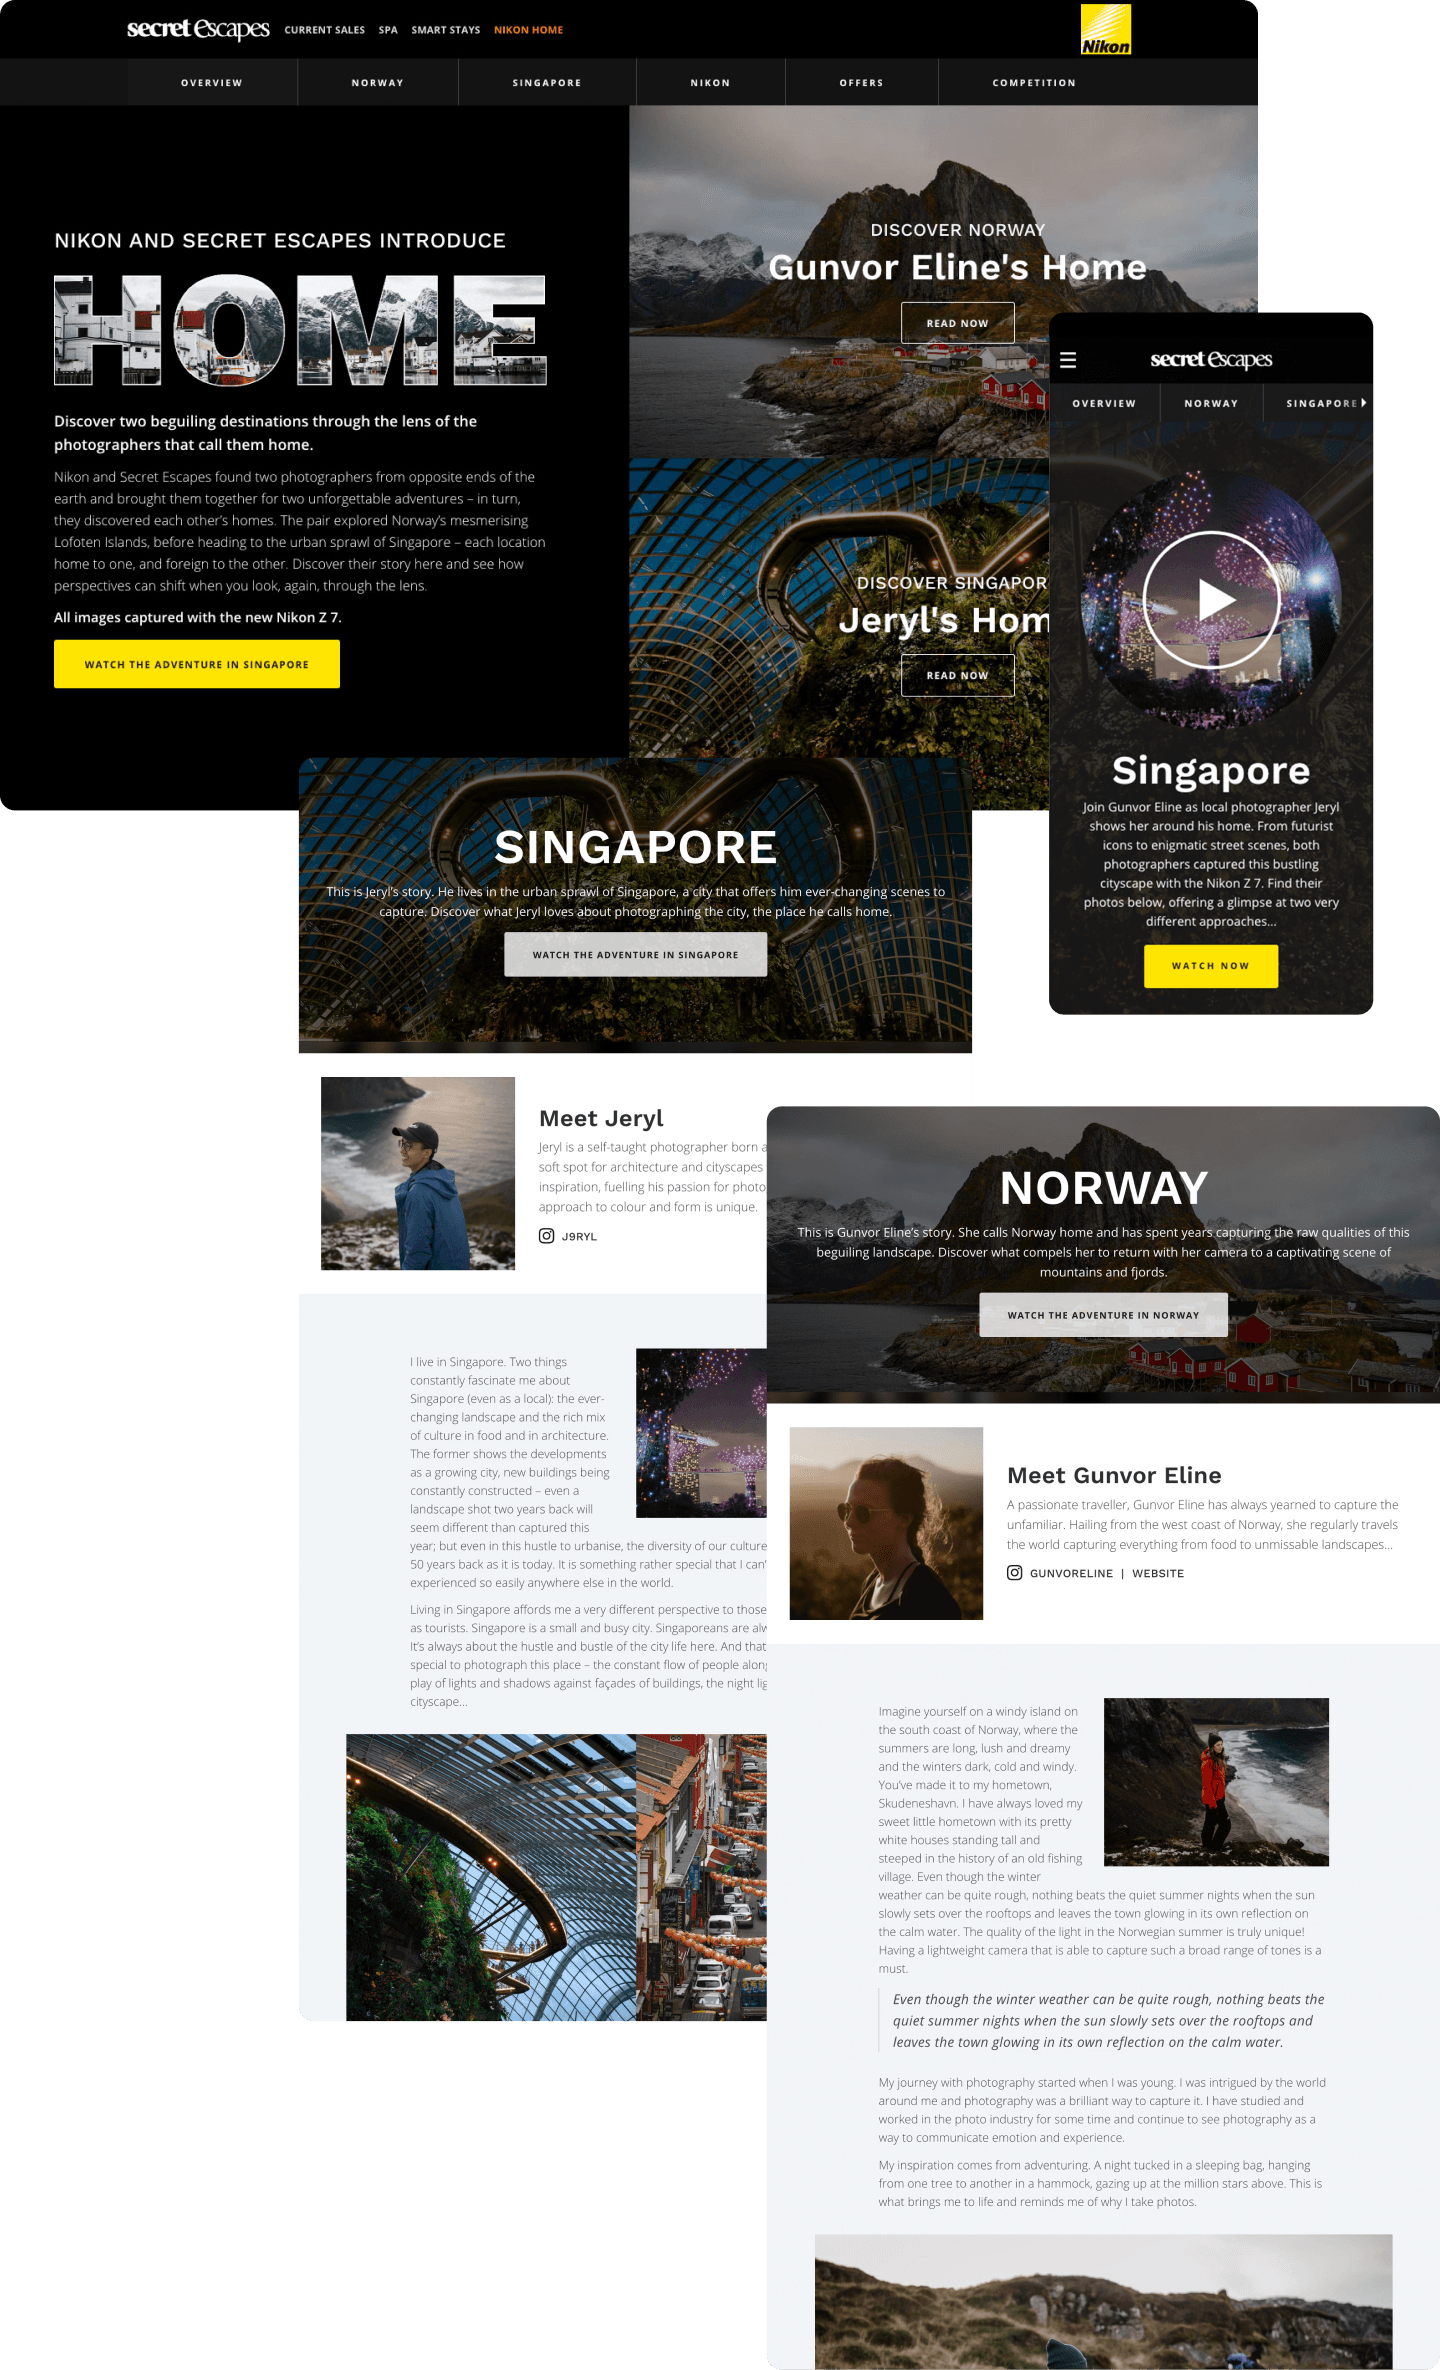 secret escapes CURRENT SALES SPA SMART STAYS NIKON HOME
Nikon
OVERVIEW NORWAY SINGAPORE NIKON OFFERS COMPETITION
NIKON AND SECRET ESCAPES INTRODUCE
HOME
Discover two beguiling destinations through the lens of the
photographers that call them home.
Nikon and Secret Escapes found two photographers from opposite ends of the
earth and brought them together for two unforgettable adventures – in turn,
they discovered each other's homes. The pair explored Norway's mesmerising
Lofoten Islands, before heading to the urban sprawl of Singapore – each location
home to one, and foreign to the other. Discover their story here and see how
perspectives can shift when you look, again, through the lens.
All images captured with the new Nikon Z 7.
WATCH THE ADVENTURE IN SINGAPORE
DISCOVER NORWAY
Gunvor Eline's Home
READ NOW
DISCOVER SINGAPOR
Jeryl's Hom
READ NOW
secret escapes
OVERVIEW NORWAY SINGAPORE
Singapore
Join Gunvor Eline as local photographer Jeryl
shows her around his home. From futurist
icons to enigmatic street scenes, both
photographers captured this bustling
cityscape with the Nikon Z 7. Find their
photos below, offering a glimpse at two very
different approaches...
WATCH NOW
SINGAPORE
This is Jeryl's story. He lives in the urban sprawl of Singapore, a city that offers him ever-changing scenes to
capture. Discover what Jeryl loves about photographing the city, the place he calls home.
WATCH THE ADVENTURE IN SINGAPORE
Meet Jeryl
Jeryl is a self-taught photographer born a
soft spot for architecture and cityscapes
inspiration, fuelling his passion for photo
approach to colour and form is unique.
J9RYL
I live in Singapore. Two things
constantly fascinate me about
Singapore (even as a local): the ever-
changing landscape and the rich mix
of culture in food and in architecture.
The former shows the developments
as a growing city, new buildings being
constantly constructed – even a
landscape shot two years back will
seem different than captured this
year; but even in this hustle to urbanise, the diversity of our culture
50 years back as it is today. It is something rather special that I can'
experienced so easily anywhere else in the world.
Living in Singapore affords me a very different perspective to those
as tourists. Singapore is a small and busy city. Singaporeans are alw
It's always about the hustle and bustle of the city life here. And that
special to photograph this place – the constant flow of people along
play of lights and shadows against façades of buildings, the night lig
cityscape...
NORWAY
This is Gunvor Eline's story. She calls Norway home and has spent years capturing the raw qualities of this
beguiling landscape. Discover what compels her to return with her camera to a captivating scene of
mountains and fjords.
WATCH THE ADVENTURE IN NORWAY
Meet Gunvor Eline
A passionate traveller, Gunvor Eline has always yearned to capture the
unfamiliar. Hailing from the west coast of Norway, she regularly travels
the world capturing everything from food to unmissable landscapes...
GUNVORELINE | WEBSITE
Imagine yourself on a windy island on
the south coast of Norway, where the
summers are long, lush and dreamy
and the winters dark, cold and windy.
You've made it to my hometown,
Skudeneshavn. I have always loved my
sweet little hometown with its pretty
white houses standing tall and
steeped in the history of an old fishing
village. Even though the winter
weather can be quite rough, nothing beats the quiet summer nights when the sun
slowly sets over the rooftops and leaves the town glowing in its own reflection on
the calm water. The quality of the light in the Norwegian summer is truly unique!
Having a lightweight camera that is able to capture such a broad range of tones is a
must.
Even though the winter weather can be quite rough, nothing beats the
quiet summer nights when the sun slowly sets over the rooftops and
leaves the town glowing in its own reflection on the calm water.
My journey with photography started when I was young. I was intrigued by the world
around me and photography was a brilliant way to capture it. I have studied and
worked in the photo industry for some time and continue to see photography as a
way to communicate emotion and experience.
My inspiration comes from adventuring. A night tucked in a sleeping bag, hanging
from one tree to another in a hammock, gazing up at the million stars above. This is
what brings me to life and reminds me of why I take photos.